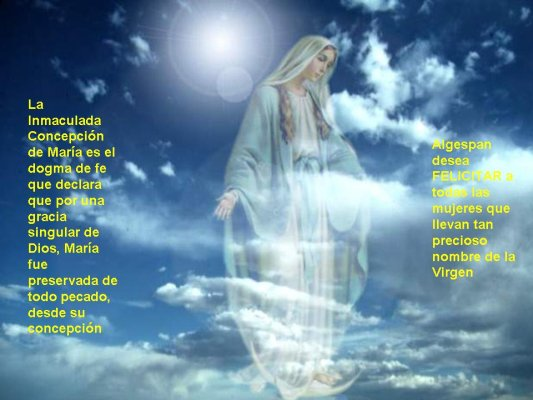 La
Inmaculada
Concepción
de María es el
dogma de fe
que declara
que por una
gracia
singular de
Dios, María
fue
preservada de
todo pecado,
desde su
concepción
Algespan
desea
FELICITAR a
todas las
mujeres que
llevan tan
precioso
nombre de la
Virgen